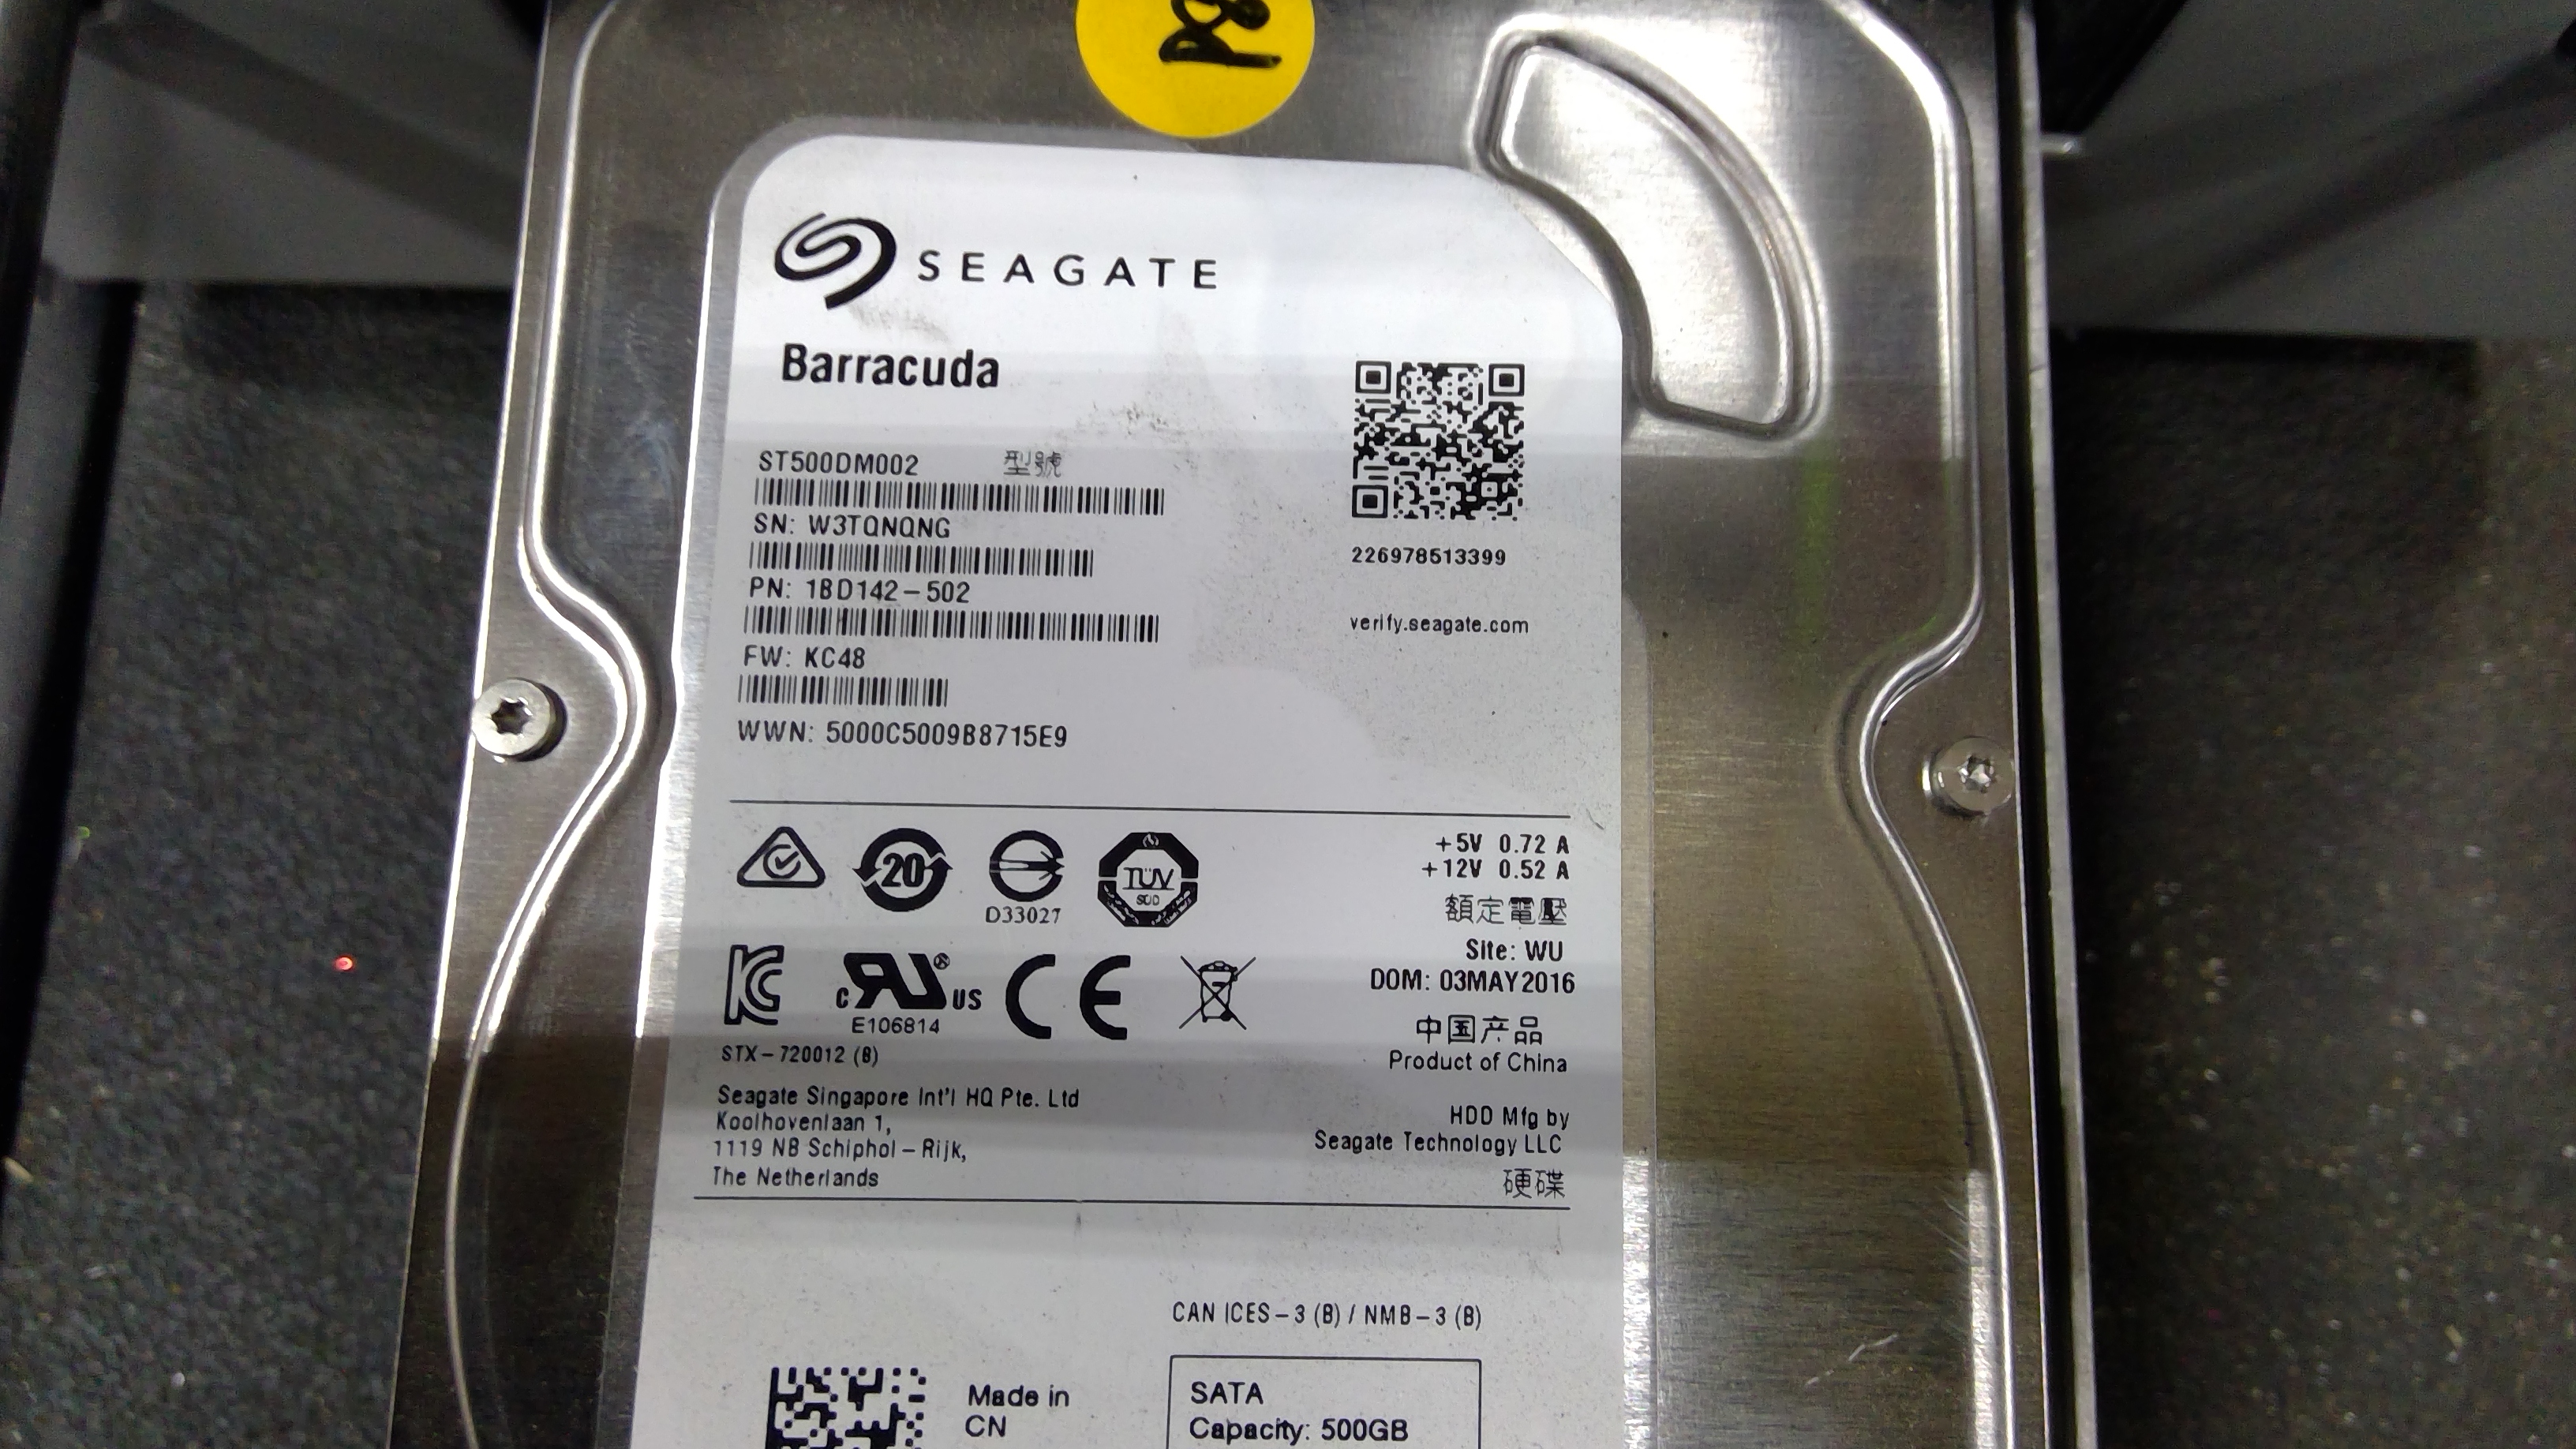 SEAGATE
Barracuda
ST500DM002 型號
SN: W3TQNQNG
PN: 1BD142-502
FW: KC48
WWN: 5000C5009B8715E9
226978513399
verify.seagate.com
20
D33027
TÜV
SÜD
+5V 0.72 A
+12V 0.52 A
額定電壓
Site: WU
DOM: 03MAY2016
中国产品
Product of China
c US
E106814
CE
STX-720012 (B)
Seagate Singapore Int'l HQ Pte. Ltd
Koolhovenlaan 1,
1119 NB Schiphol-Rijk,
The Netherlands
HDD Mfg by
Seagate Technology LLC
硬碟
CAN ICES-3 (B) / NMB-3 (B)
Made in
CN
SATA
Capacity: 500GB